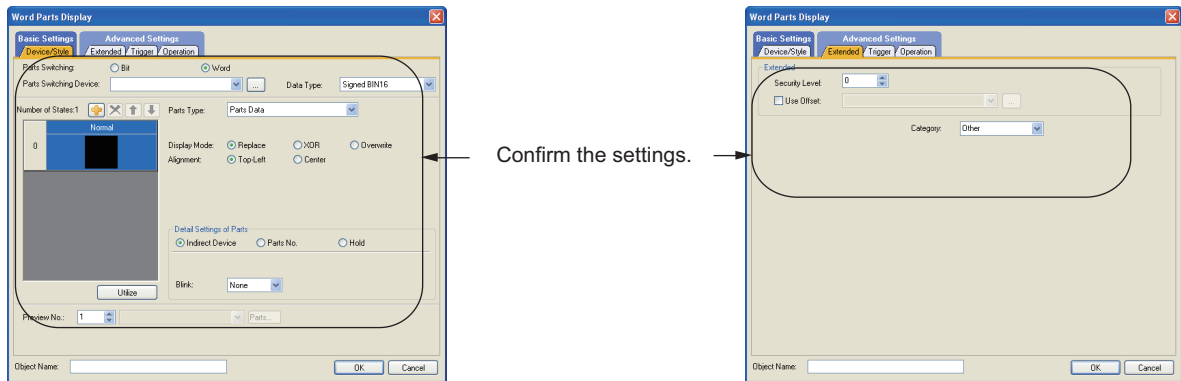 Word Parts Display
Basic Settings Advanced Settings
Device/Style Extended Trigger Operation
Parts Switching: Bit Word
Parts Switching Device: ... Data Type: Signed BIN16
Number of States:1 Parts Type: Parts Data
Normal
0
Display Mode: Replace XOR Overwrite
Alignment: Top-Left Center
Detail Settings of Parts
Indirect Device Parts No. Hold
Blink: None
Utilize
Preview No.: 1 Parts...
Object Name: OK Cancel
Confirm the settings.
Word Parts Display
Basic Settings Advanced Settings
Device/Style Extended Trigger Operation
Extended
Security Level: 0
Use Offset: ...
Category: Other
Object Name: OK Cancel